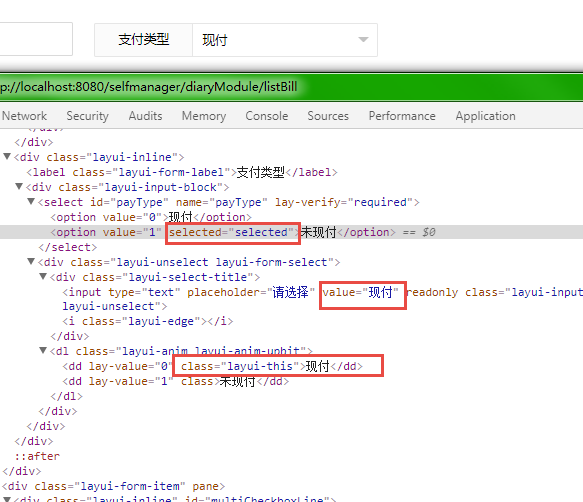 支付类型 现付
p://localhost:8080/selfmanager/diaryModule/listBill
Network Security Audits Memory Console Sources Performance Application
</div>
</div>
▼<div class="layui-inline">
<label class="layui-form-label">支付类型</label>
▼<div class="layui-input-block">
▼<select id="payType" name="payType" lay-verify="required">
<option value="0">现付</option>
<option value="1" selected="selected">未现付</option> == $0
</select>
▼<div class="layui-unselect layui-form-select">
▼<div class="layui-select-title">
<input type="text" placeholder="请选择" value="现付" readonly class="layui-input
layui-unselect">
<i class="layui-edge"></i>
</div>
▼<dl class="layui-anim layui-anim-upbit">
<dd lay-value="0" class="layui-this">现付</dd>
<dd lay-value="1" class>未现付</dd>
</dl>
</div>
</div>
</div>
::after
</div>
<div class="layui-form-item" pane>
▼<div class="layui-inline" id="multiCheckboxLine">